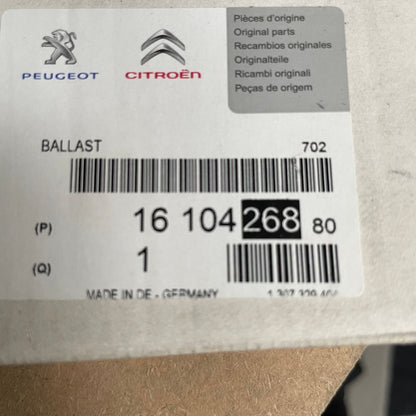 Pièces d'origine
Original parts
Recambios originales
Originalteile
Ricambi originali
Peças de origem
PEUGEOT
CITROËN
BALLAST 702
(P) 16 104 268 80
(Q) 1
MADE IN DE - GERMANY